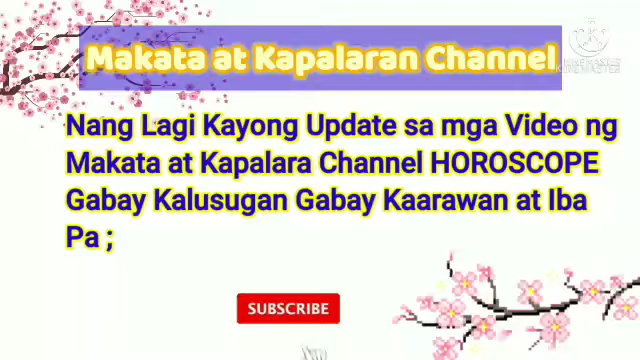 Makata at Kapalaran Channel
Nang Lagi Kayong Update sa mga Video ng
Makata at Kapalara Channel HOROSCOPE
Gabay Kalusugan Gabay Kaarawan at Iba
Pa ;
SUBSCRIBE